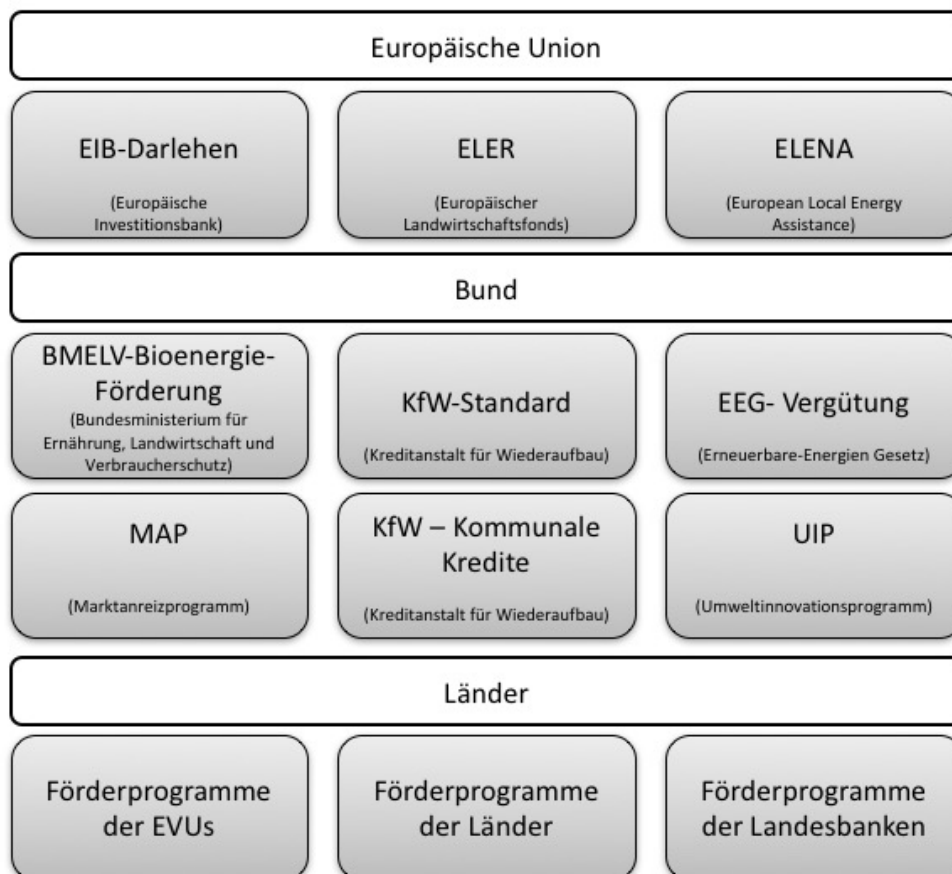 Europäische Union
EIB-Darlehen
(Europäische
Investitionsbank)
ELER
(Europäischer
Landwirtschaftsfonds)
ELENA
(European Local Energy
Assistance)
Bund
BMELV-Bioenergie-
Förderung
(Bundesministerium für
Ernährung, Landwirtschaft und
Verbraucherschutz)
KfW-Standard
(Kreditanstalt für Wiederaufbau)
EEG- Vergütung
(Erneuerbare-Energien Gesetz)
MAP
(Marktanreizprogramm)
KfW – Kommunale
Kredite
(Kreditanstalt für Wiederaufbau)
UIP
(Umweltinnovationsprogramm)
Länder
Förderprogramme
der EVUs
Förderprogramme
der Länder
Förderprogramme
der Landesbanken